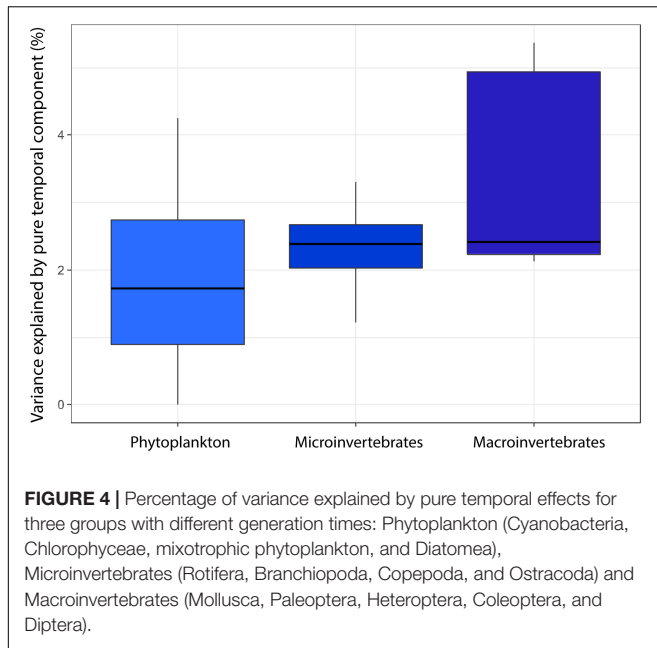 Variance explained by pure temporal component (%)
4
2
0
Phytoplankton Microinvertebrates Macroinvertebrates
FIGURE 4 | Percentage of variance explained by pure temporal effects for
three groups with different generation times: Phytoplankton (Cyanobacteria,
Chlorophyceae, mixotrophic phytoplankton, and Diatomea),
Microinvertebrates (Rotifera, Branchiopoda, Copepoda, and Ostracoda) and
Macroinvertebrates (Mollusca, Paleoptera, Heteroptera, Coleoptera, and
Diptera).